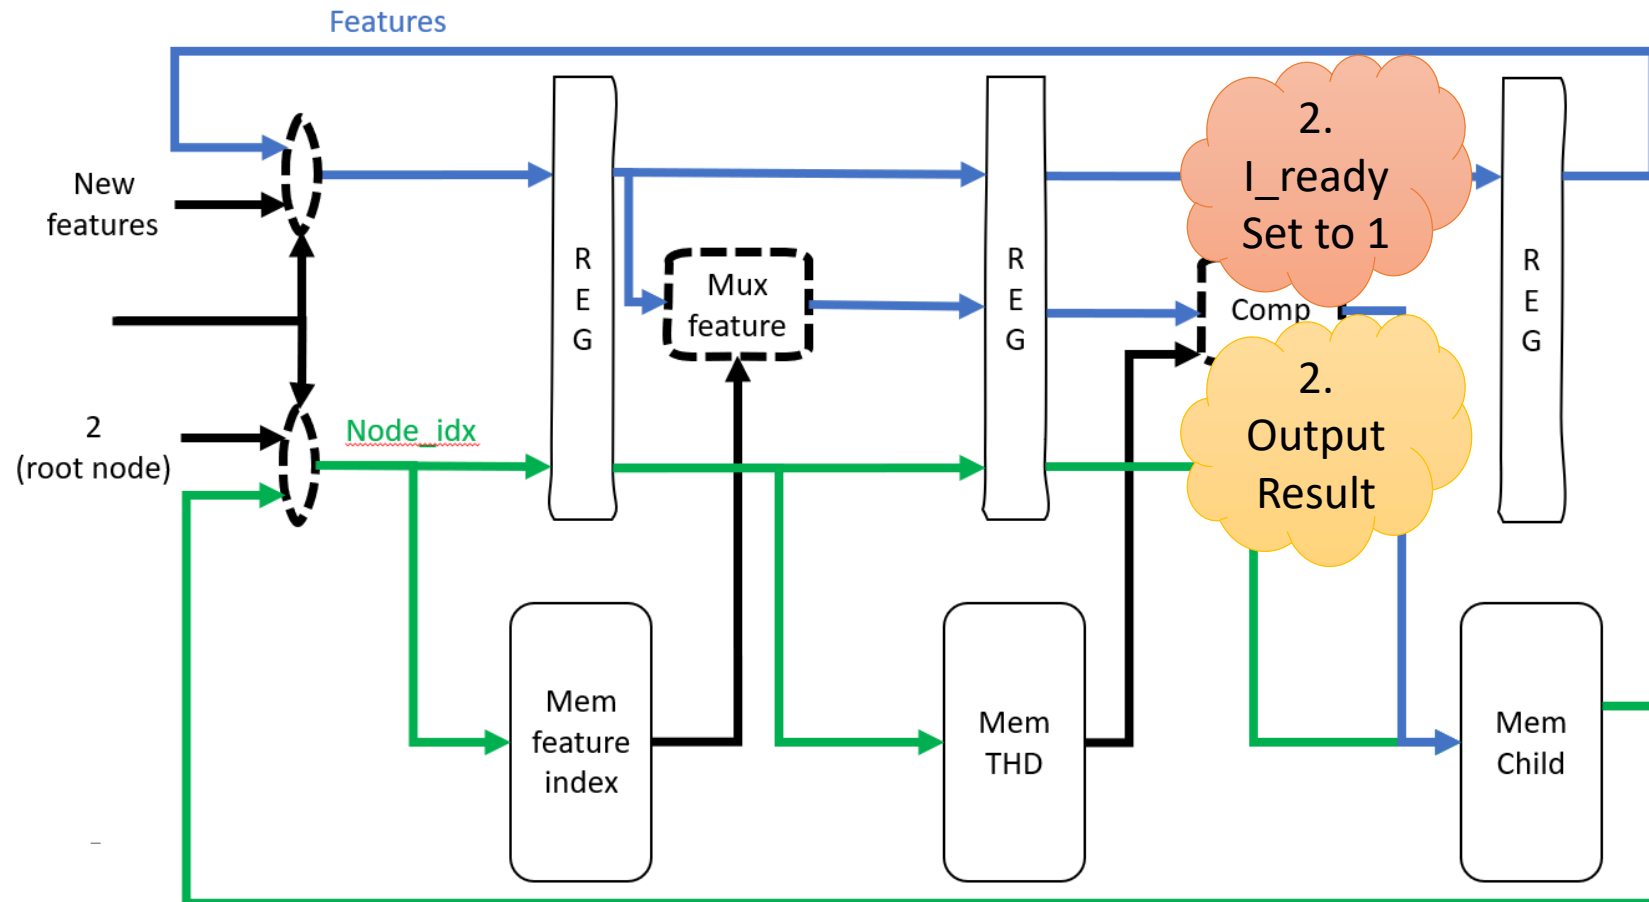 Features
New
features
2
(root node)
Node_idx
R
E
G
Mux
feature
R
E
G
2.
I_ready
Set to 1
Comp
2.
Output
Result
R
E
G
Mem
feature
index
Mem
THD
Mem
Child